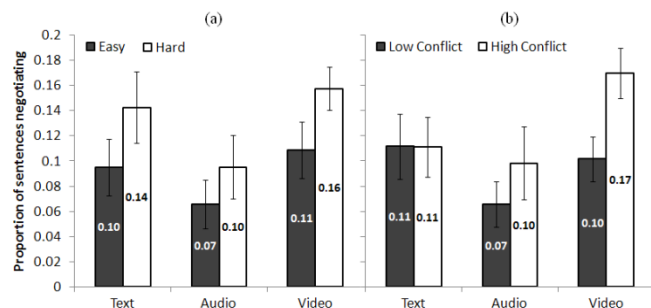 (a) (b)
Proportion of sentences negotiating
0.2
0.18
0.16
0.14
0.12
0.1
0.08
0.06
0.04
0.02
0
Easy Hard
Low Conflict High Conflict
0.10 0.14 0.07 0.10 0.11 0.16 0.11 0.11 0.07 0.10 0.10 0.17
Text Audio Video Text Audio Video